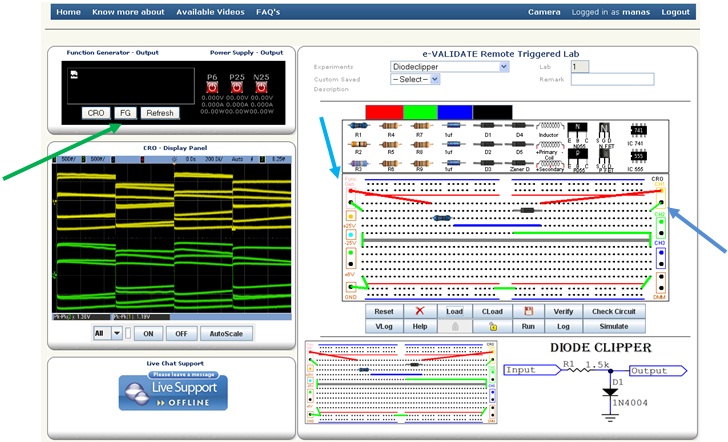 Home Know more about Available Videos FAQ's Camera Logged in as manas Logout
Function Generator - Output Power Supply - Output
P6 P25 N25
0.000V 00.00V 00.00V
0.000A 0.000A 0.000A
00.00W 00.00W 00.00W
CRO FG Refresh
CRO - Display Panel
All ON OFF AutoScale
Live Chat Support
Please leave a message
Live Support
OFFLINE
e-VALIDATE Remote Triggered Lab
Experiments Diodeclipper Lab 1
Custom Saved -- Select -- Remark
Description
R1 R4 R7 1uf D1 D4 Inductor N E S G D 741
R2 R6 R8 1uf D2 D5 Primary - Coil N FET IC 741
R3 R6 R9 1uf D3 Zener D +Secondary P FET 555 IC 555
CRO
CH1
CH2
+25V
-25V
CH3
+6V
GND DMM
Reset Load CLoad Verify Check Circuit
VLog Help Run Log Simulate
DIODE CLIPPER
R1 1.5k
Input Output
D1
1N4004